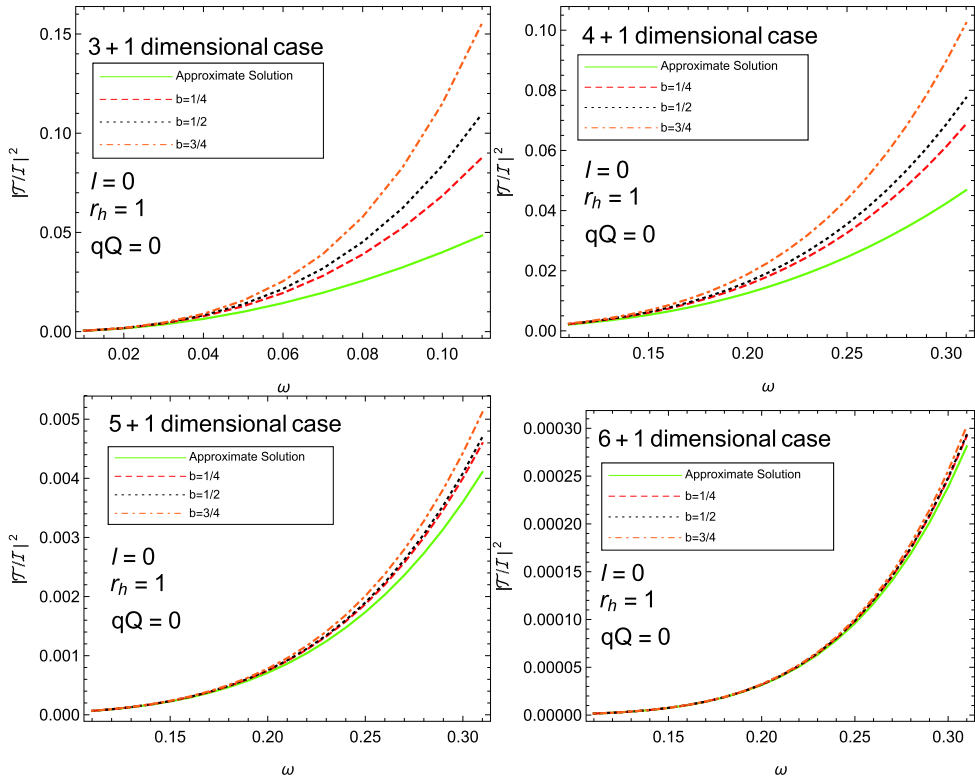 3 + 1 dimensional case
Approximate Solution
b=1/4
b=1/2
b=3/4
l = 0
r_h = 1
qQ = 0
|𝒯/ℐ|²
0.15
0.10
0.05
0.00
0.02 0.04 0.06 0.08 0.10
ω
4 + 1 dimensional case
Approximate Solution
b=1/4
b=1/2
b=3/4
l = 0
r_h = 1
qQ = 0
|𝒯/ℐ|²
0.10
0.08
0.06
0.04
0.02
0.00
0.15 0.20 0.25 0.30
ω
5 + 1 dimensional case
Approximate Solution
b=1/4
b=1/2
b=3/4
l = 0
r_h = 1
qQ = 0
|𝒯/ℐ|²
0.005
0.004
0.003
0.002
0.001
0.000
0.15 0.20 0.25 0.30
ω
6 + 1 dimensional case
Approximate Solution
b=1/4
b=1/2
b=3/4
l = 0
r_h = 1
qQ = 0
|𝒯/ℐ|²
0.00030
0.00025
0.00020
0.00015
0.00010
0.00005
0.00000
0.15 0.20 0.25 0.30
ω